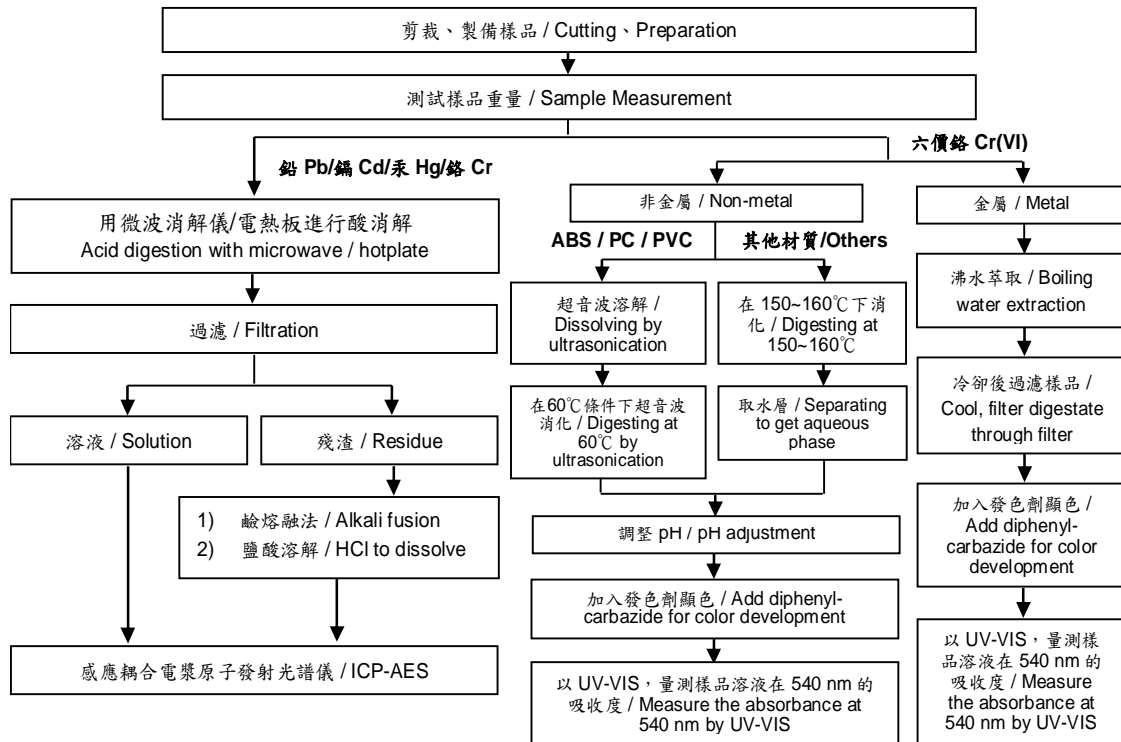 剪裁、製備樣品 / Cutting、Preparation
測試樣品重量 / Sample Measurement
鉛 Pb/鎘 Cd/汞 Hg/鉻 Cr
用微波消解儀/電熱板進行酸消解
Acid digestion with microwave / hotplate
過濾 / Filtration
溶液 / Solution
殘渣 / Residue
1) 鹼熔融法 / Alkali fusion
2) 鹽酸溶解 / HCl to dissolve
感應耦合電漿原子發射光譜儀 / ICP-AES
六價鉻 Cr(VI)
非金屬 / Non-metal
ABS / PC / PVC
超音波溶解 /
Dissolving by
ultrasonication
在60℃條件下超音波
消化 / Digesting at
60℃ by
ultrasonication
其他材質/Others
在 150~160℃下消
化 / Digesting at
150~160℃
取水層 / Separating
to get aqueous
phase
調整 pH / pH adjustment
加入發色劑顯色 / Add diphenyl-
carbazide for color development
以 UV-VIS，量測樣品溶液在 540 nm 的
吸收度 / Measure the absorbance at
540 nm by UV-VIS
金屬 / Metal
沸水萃取 / Boiling
water extraction
冷卻後過濾樣品 /
Cool, filter digestate
through filter
加入發色劑顯色 /
Add diphenyl-
carbazide for color
development
以 UV-VIS，量測樣
品溶液在 540 nm 的
吸收度 / Measure
the absorbance at
540 nm by UV-VIS